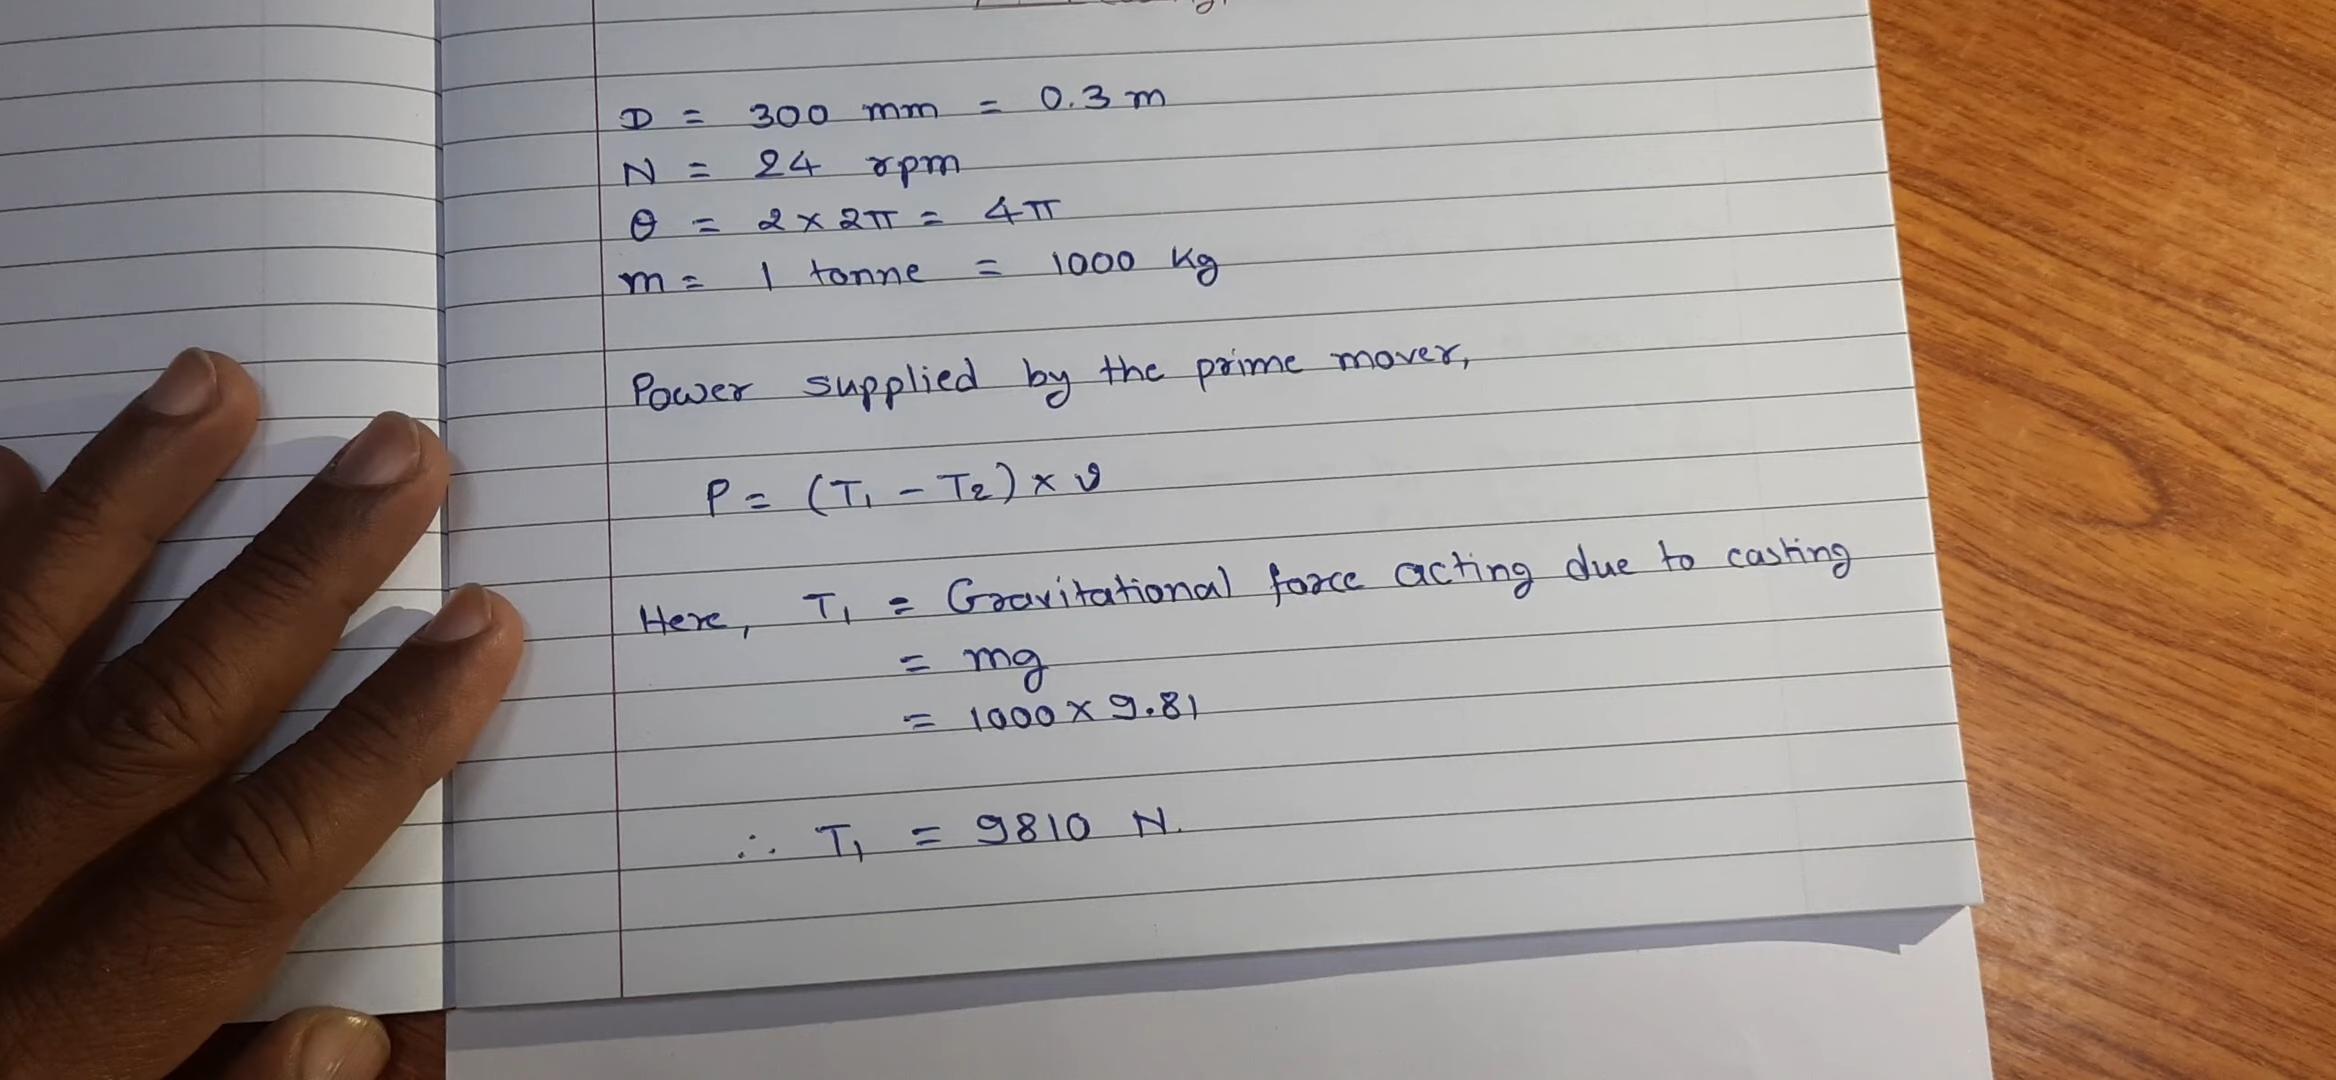 D = 300 mm = 0.3 m
N = 24 rpm
θ = 2 × 2π = 4π
m = 1 tonne = 1000 kg
Power supplied by the prime mover,
P = (T₁ - T₂) × v
Here, T₁ = Gravitational force acting due to casting
= mg
= 1000 × 9.81
∴ T₁ = 9810 N.